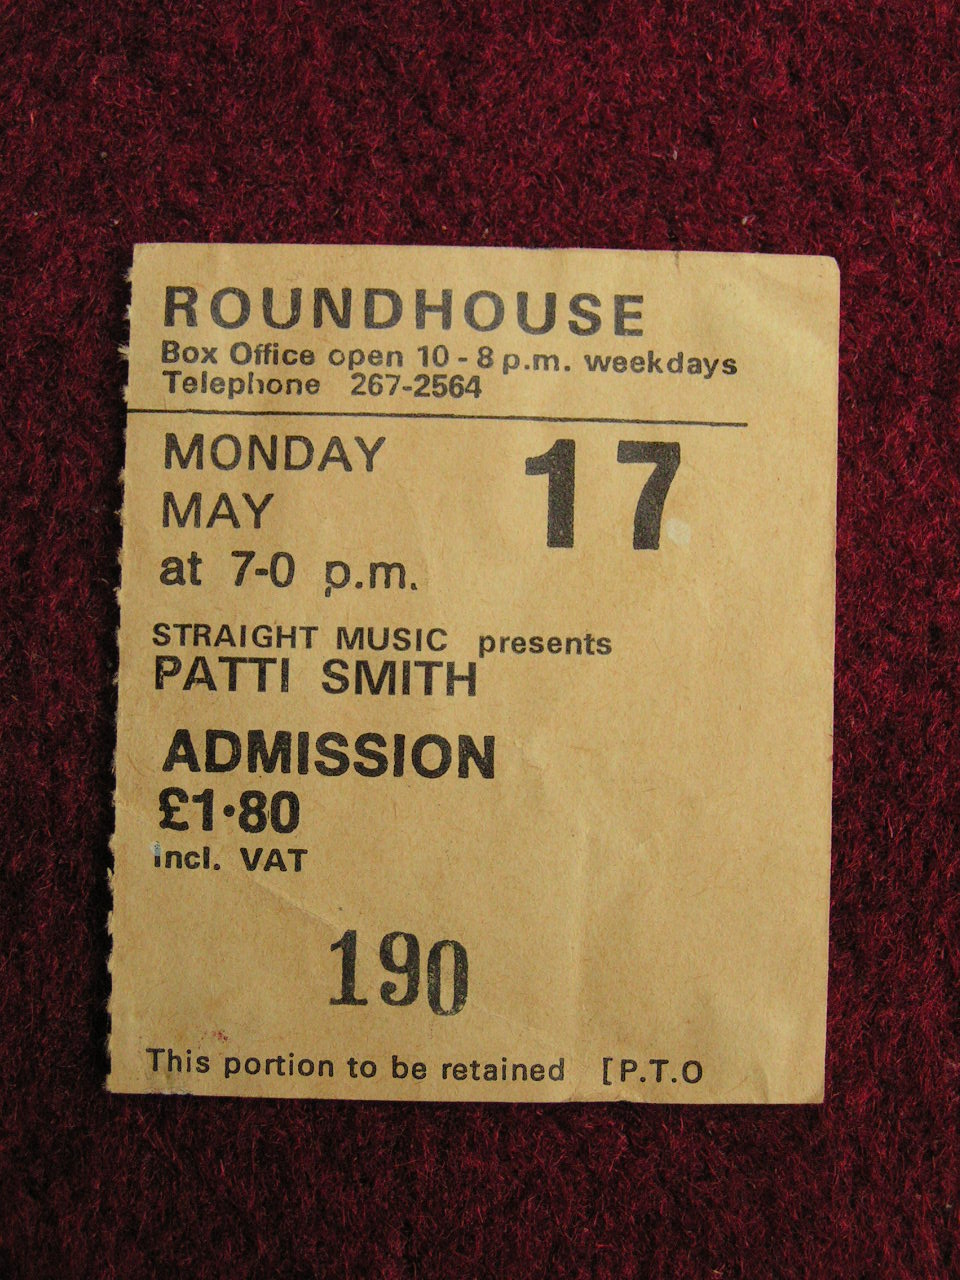 ROUNDHOUSE
Box Office open 10 - 8 p.m. weekdays
Telephone 267-2564
MONDAY 17
MAY
at 7-0 p.m.
STRAIGHT MUSIC presents
PATTI SMITH
ADMISSION
£1·80
incl. VAT
190
This portion to be retained [P.T.O